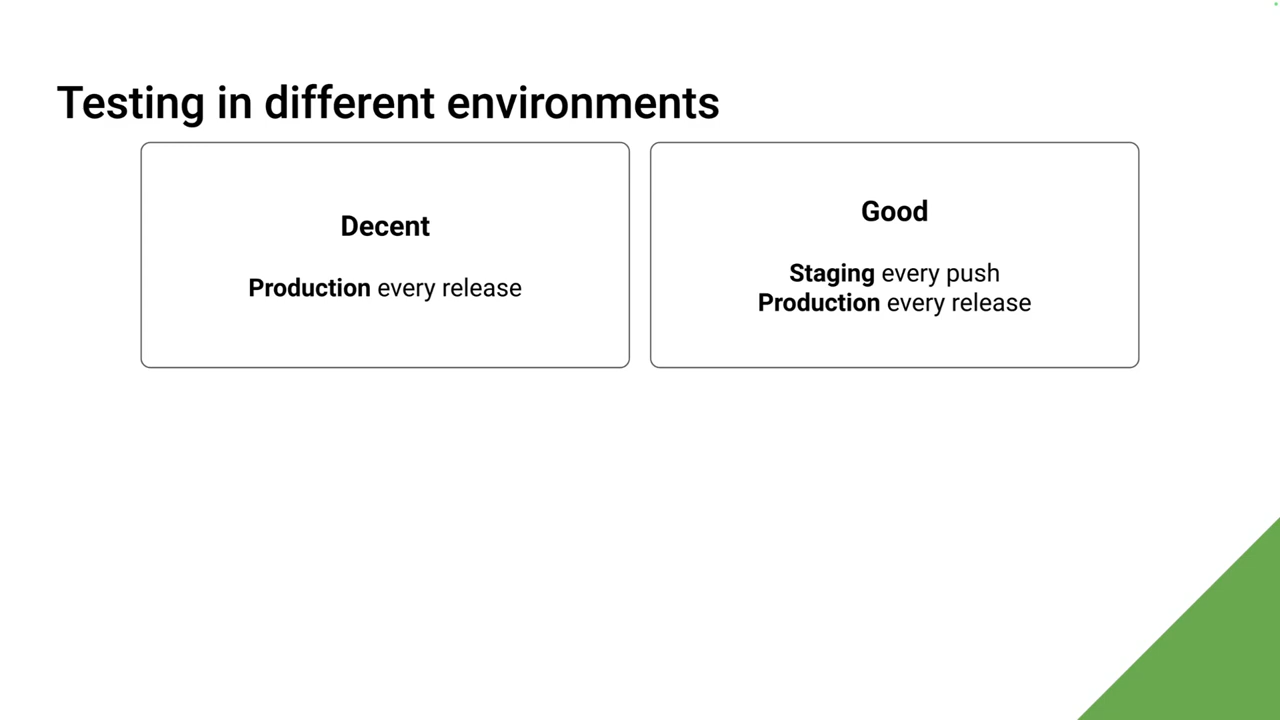 Testing in different environments
Decent
Production every release
Good
Staging every push
Production every release